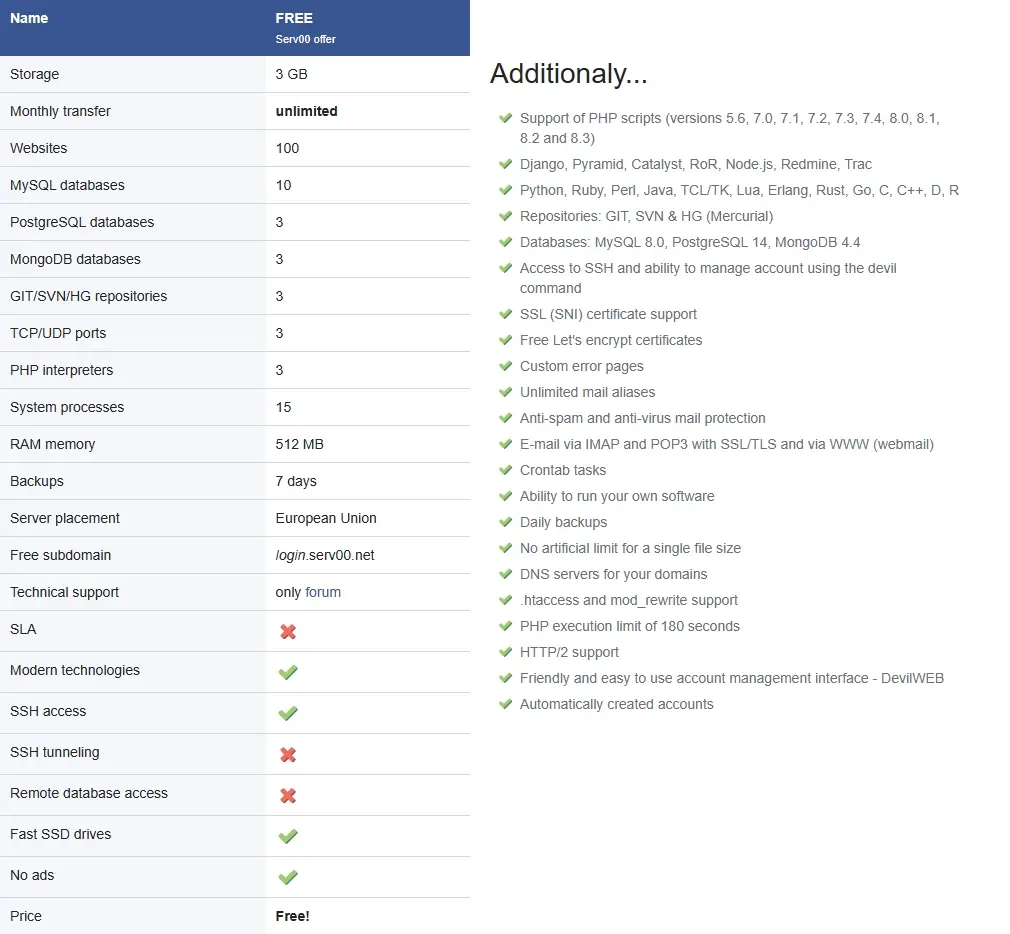 Name FREE
Serv00 offer
Storage 3 GB
Monthly transfer unlimited
Websites 100
MySQL databases 10
PostgreSQL databases 3
MongoDB databases 3
GIT/SVN/HG repositories 3
TCP/UDP ports 3
PHP interpreters 3
System processes 15
RAM memory 512 MB
Backups 7 days
Server placement European Union
Free subdomain login.serv00.net
Technical support only forum
SLA
Modern technologies
SSH access
SSH tunneling
Remote database access
Fast SSD drives
No ads
Price Free!
Additionaly...
Support of PHP scripts (versions 5.6, 7.0, 7.1, 7.2, 7.3, 7.4, 8.0, 8.1,
8.2 and 8.3)
Django, Pyramid, Catalyst, RoR, Node.js, Redmine, Trac
Python, Ruby, Perl, Java, TCL/TK, Lua, Erlang, Rust, Go, C, C++, D, R
Repositories: GIT, SVN & HG (Mercurial)
Databases: MySQL 8.0, PostgreSQL 14, MongoDB 4.4
Access to SSH and ability to manage account using the devil
command
SSL (SNI) certificate support
Free Let's encrypt certificates
Custom error pages
Unlimited mail aliases
Anti-spam and anti-virus mail protection
E-mail via IMAP and POP3 with SSL/TLS and via WWW (webmail)
Crontab tasks
Ability to run your own software
Daily backups
No artificial limit for a single file size
DNS servers for your domains
.htaccess and mod_rewrite support
PHP execution limit of 180 seconds
HTTP/2 support
Friendly and easy to use account management interface - DevilWEB
Automatically created accounts